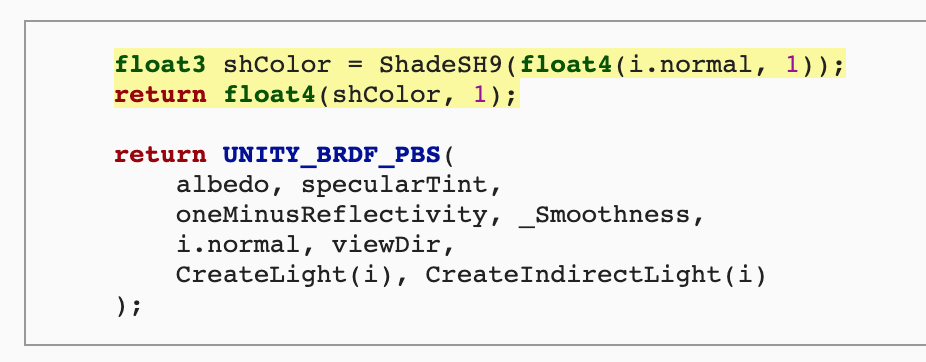 float3 shColor = ShadeSH9(float4(i.normal, 1));
return float4(shColor, 1);
return UNITY_BRDF_PBS(
albedo, specularTint,
oneMinusReflectivity, _Smoothness,
i.normal, viewDir,
CreateLight(i), CreateIndirectLight(i)
);